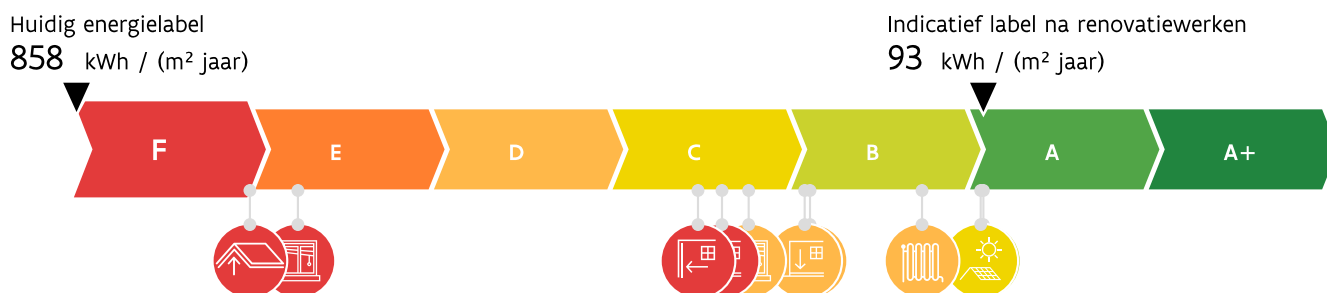 Huidig energielabel
858 kWh / (m² jaar)
Indicatief label na renovatiewerken
93 kWh / (m² jaar)
F E D C B A A+